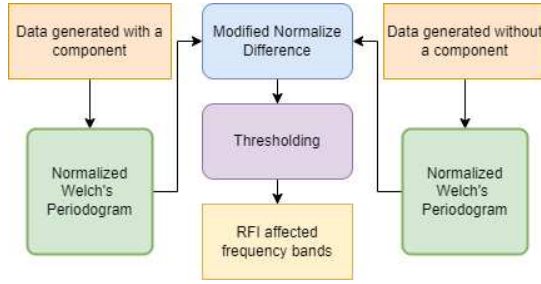 Data generated with a
component
Modified Normalize
Difference
Data generated without
a component
Thresholding
Normalized
Welch's
Periodogram
Normalized
Welch's
Periodogram
RFI affected
frequency bands